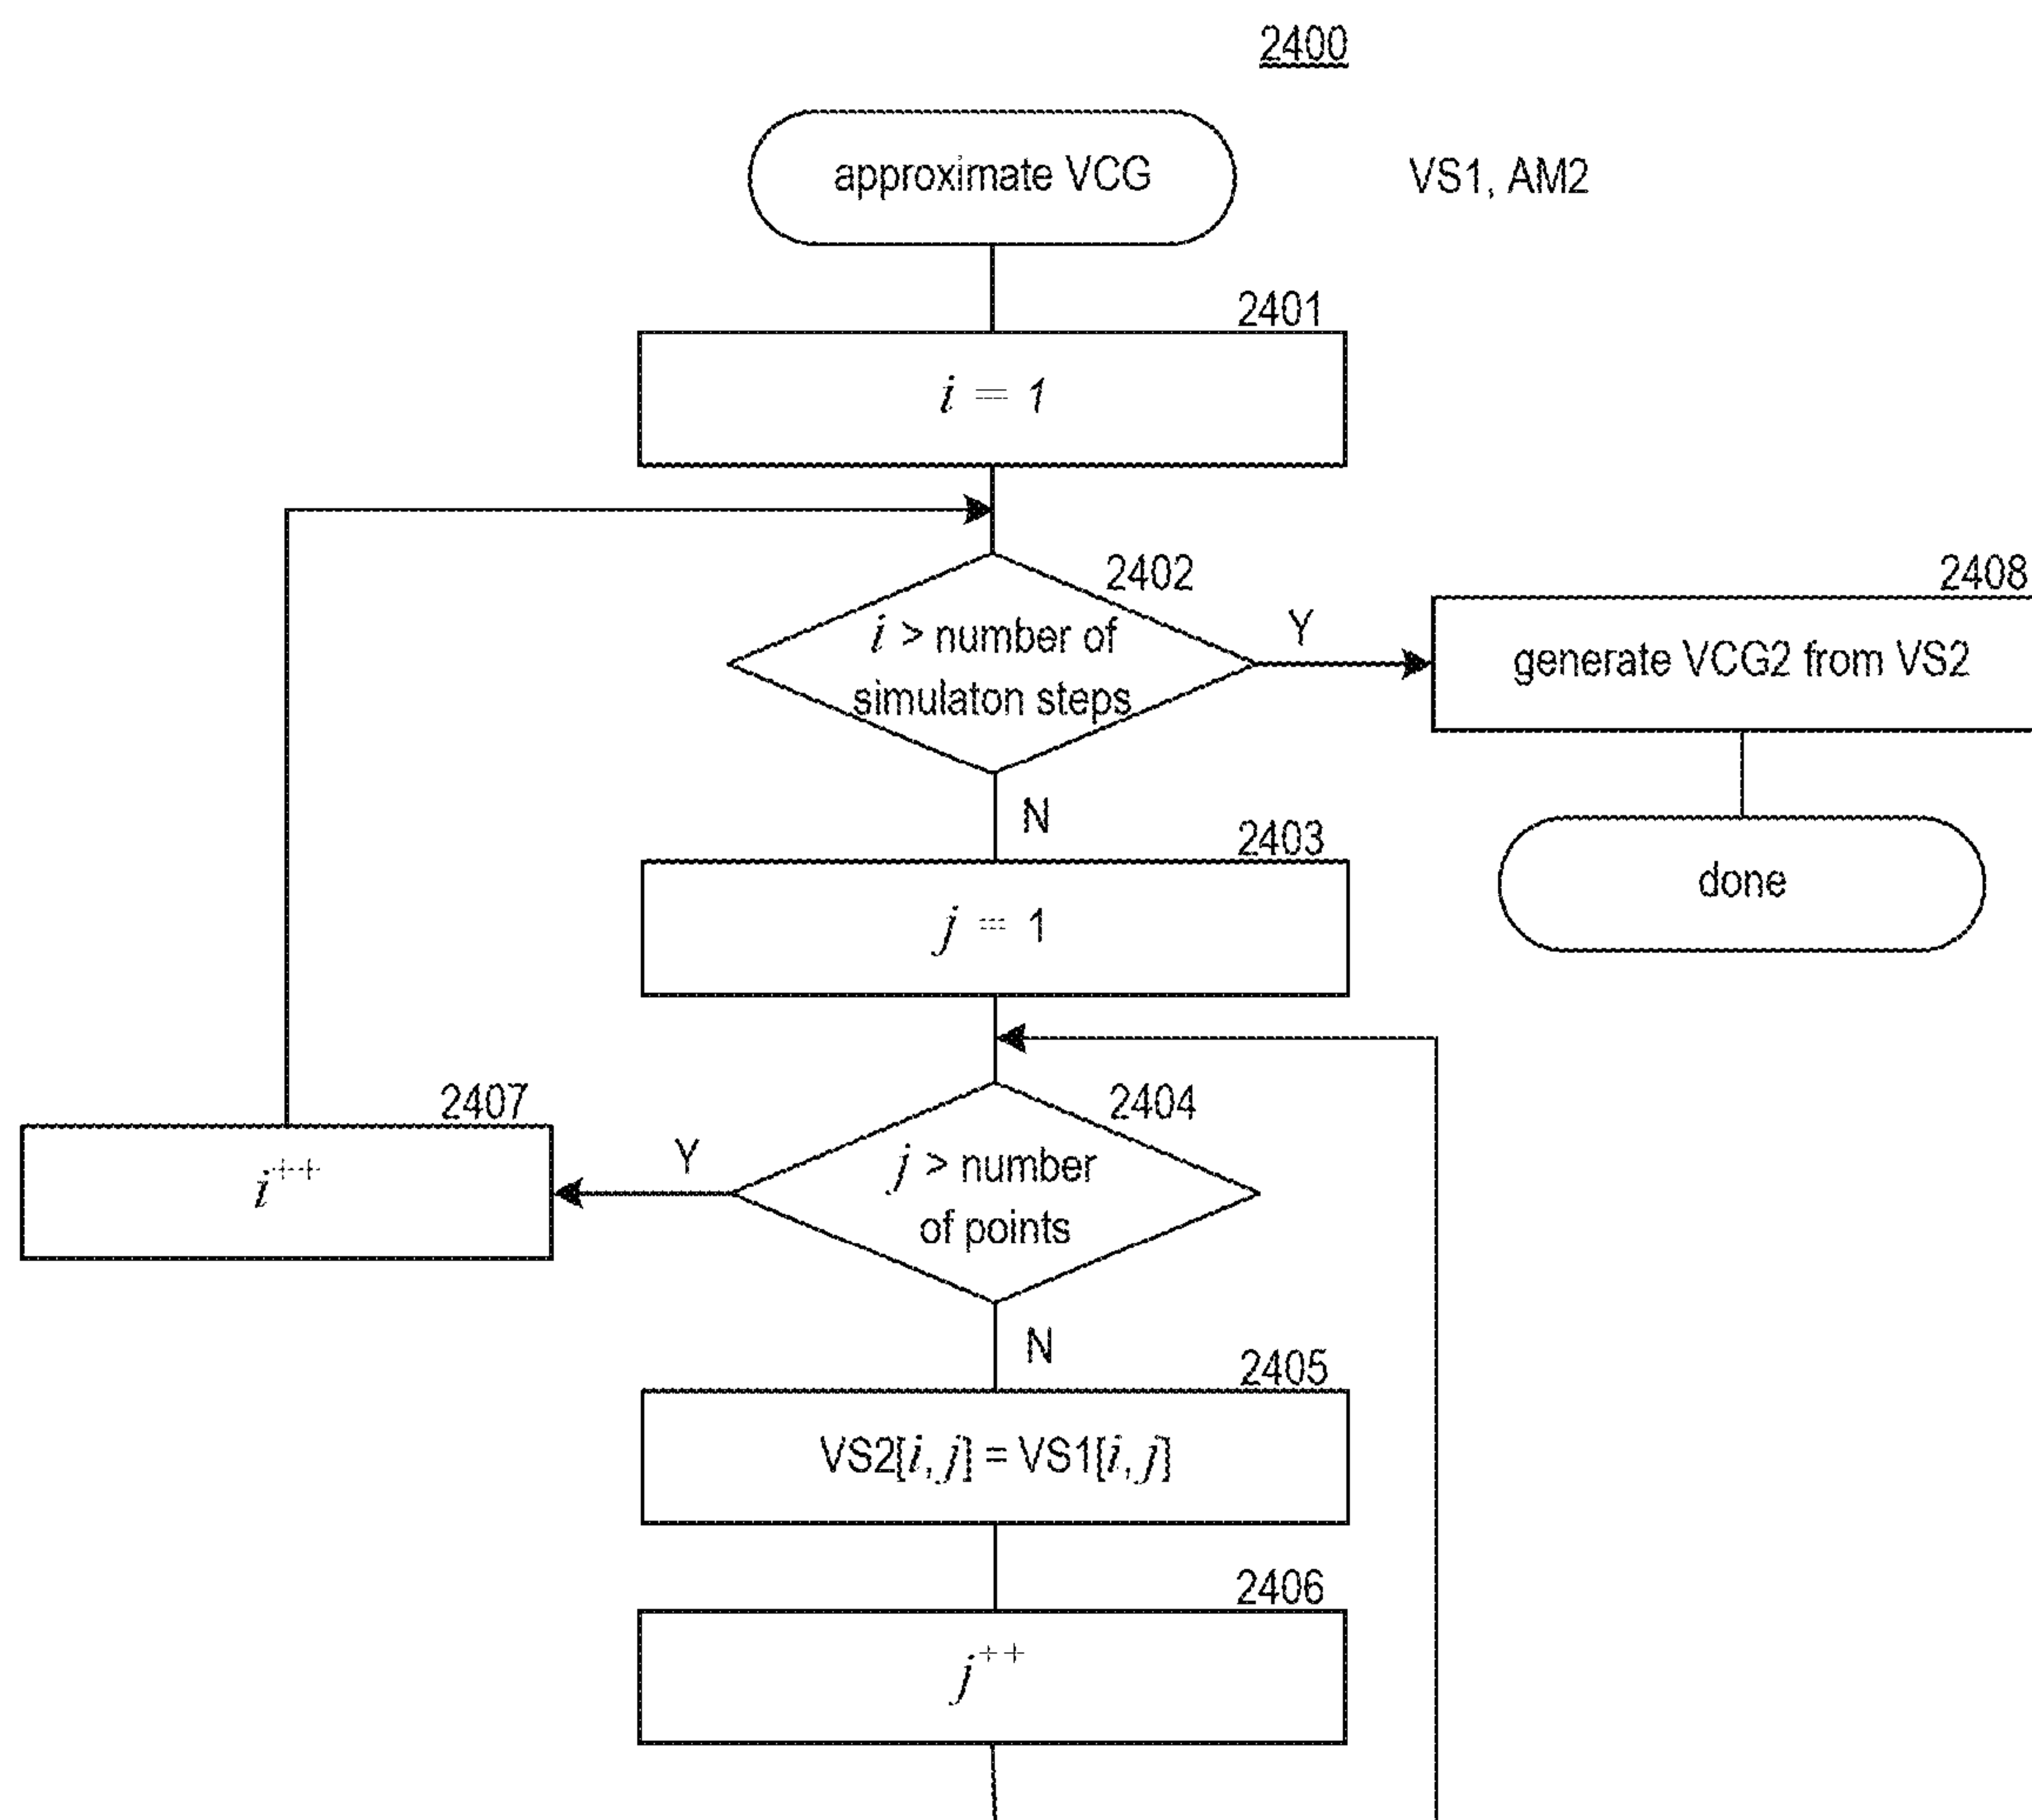 2400
approximate VCG
VS1, AM2
2401
i = 1
2402
i > number of
simulaton steps
Y
2408
generate VCG2 from VS2
N
2403
j = 1
done
2404
j > number
of points
Y
2407
i++
N
2405
VS2[i, j] = VS1[i, j]
2406
j++